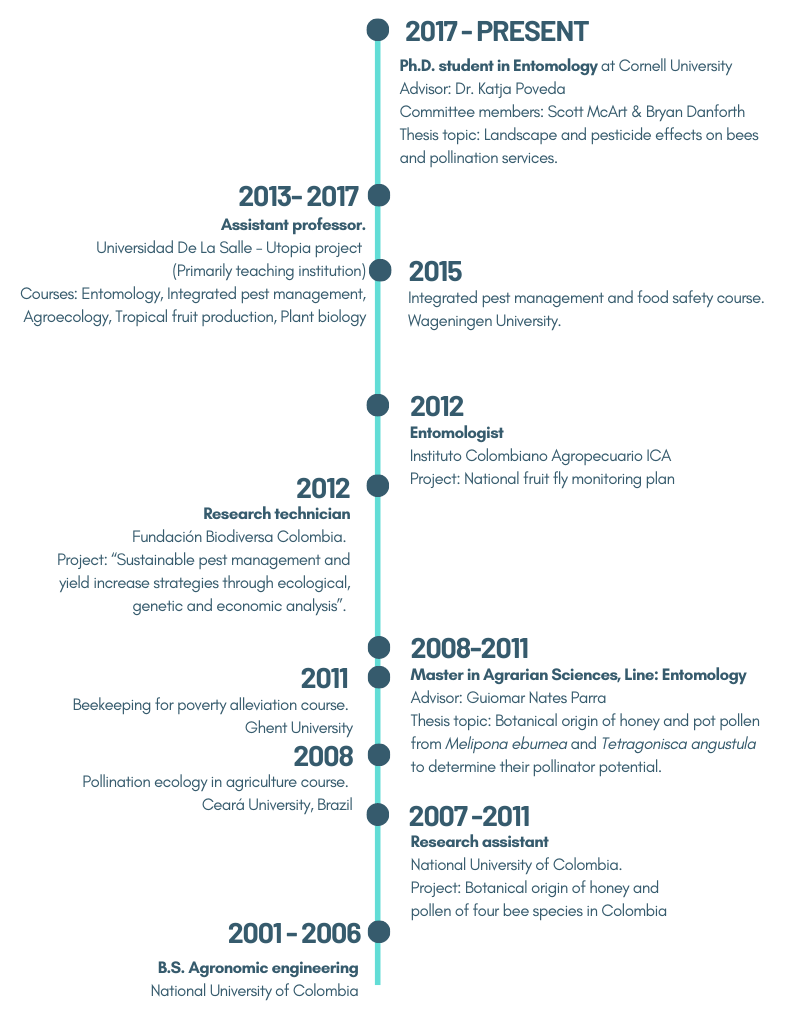 2017 - PRESENT
Ph.D. student in Entomology at Cornell University
Advisor: Dr. Katja Poveda
Committee members: Scott McArt & Bryan Danforth
Thesis topic: Landscape and pesticide effects on bees
and pollination services.
2013- 2017
Assistant professor.
Universidad De La Salle - Utopia project
(Primarily teaching institution)
Courses: Entomology, Integrated pest management,
Agroecology, Tropical fruit production, Plant biology
2015
Integrated pest management and food safety course.
Wageningen University.
2012
Entomologist
Instituto Colombiano Agropecuario ICA
Project: National fruit fly monitoring plan
2012
Research technician
Fundación Biodiversa Colombia.
Project: “Sustainable pest management and
yield increase strategies through ecological,
genetic and economic analysis”.
2008-2011
Master in Agrarian Sciences, Line: Entomology
Advisor: Guiomar Nates Parra
Thesis topic: Botanical origin of honey and pot pollen
from Melipona eburnea and Tetragonisca angustula
to determine their pollinator potential.
2011
Beekeeping for poverty alleviation course.
Ghent University
2008
Pollination ecology in agriculture course.
Ceará University, Brazil
2007 -2011
Research assistant
National University of Colombia.
Project: Botanical origin of honey and
pollen of four bee species in Colombia
2001 - 2006
B.S. Agronomic engineering
National University of Colombia